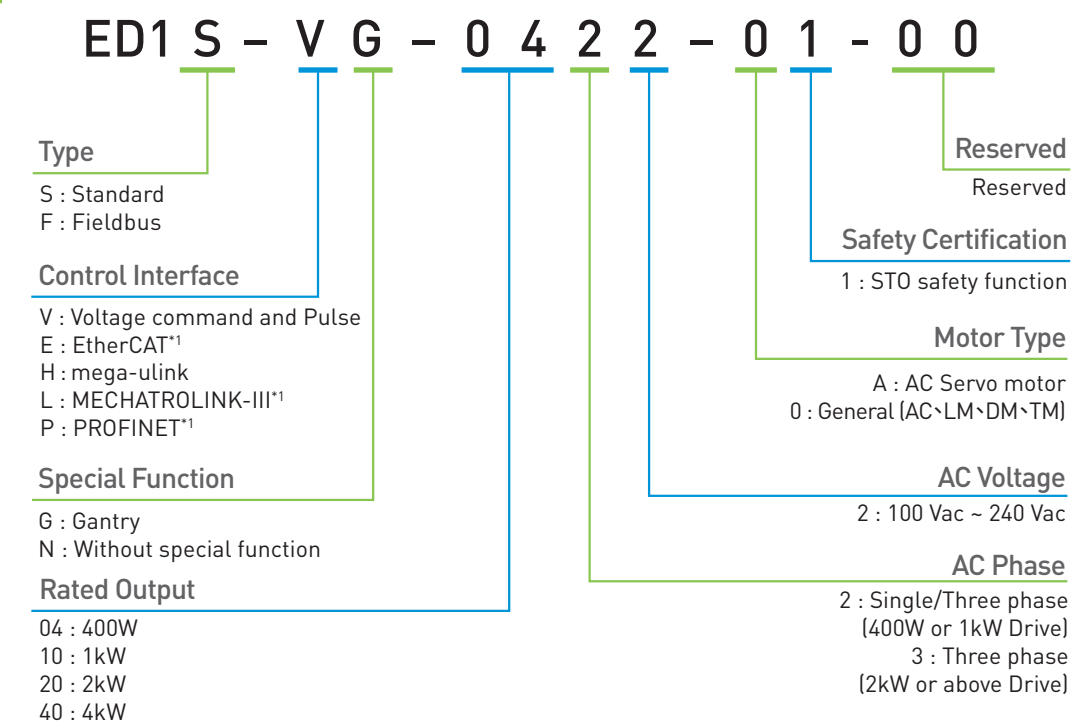 ED1 S – V G – 0 4 2 2 – 0 1 - 0 0
Type
S : Standard
F : Fieldbus
Control Interface
V : Voltage command and Pulse
E : EtherCAT*1
H : mega-ulink
L : MECHATROLINK-III*1
P : PROFINET*1
Special Function
G : Gantry
N : Without special function
Rated Output
04 : 400W
10 : 1kW
20 : 2kW
40 : 4kW
Reserved
Reserved
Safety Certification
1 : STO safety function
Motor Type
A : AC Servo motor
0 : General (AC、LM、DM、TM)
AC Voltage
2 : 100 Vac ~ 240 Vac
AC Phase
2 : Single/Three phase
(400W or 1kW Drive)
3 : Three phase
(2kW or above Drive)